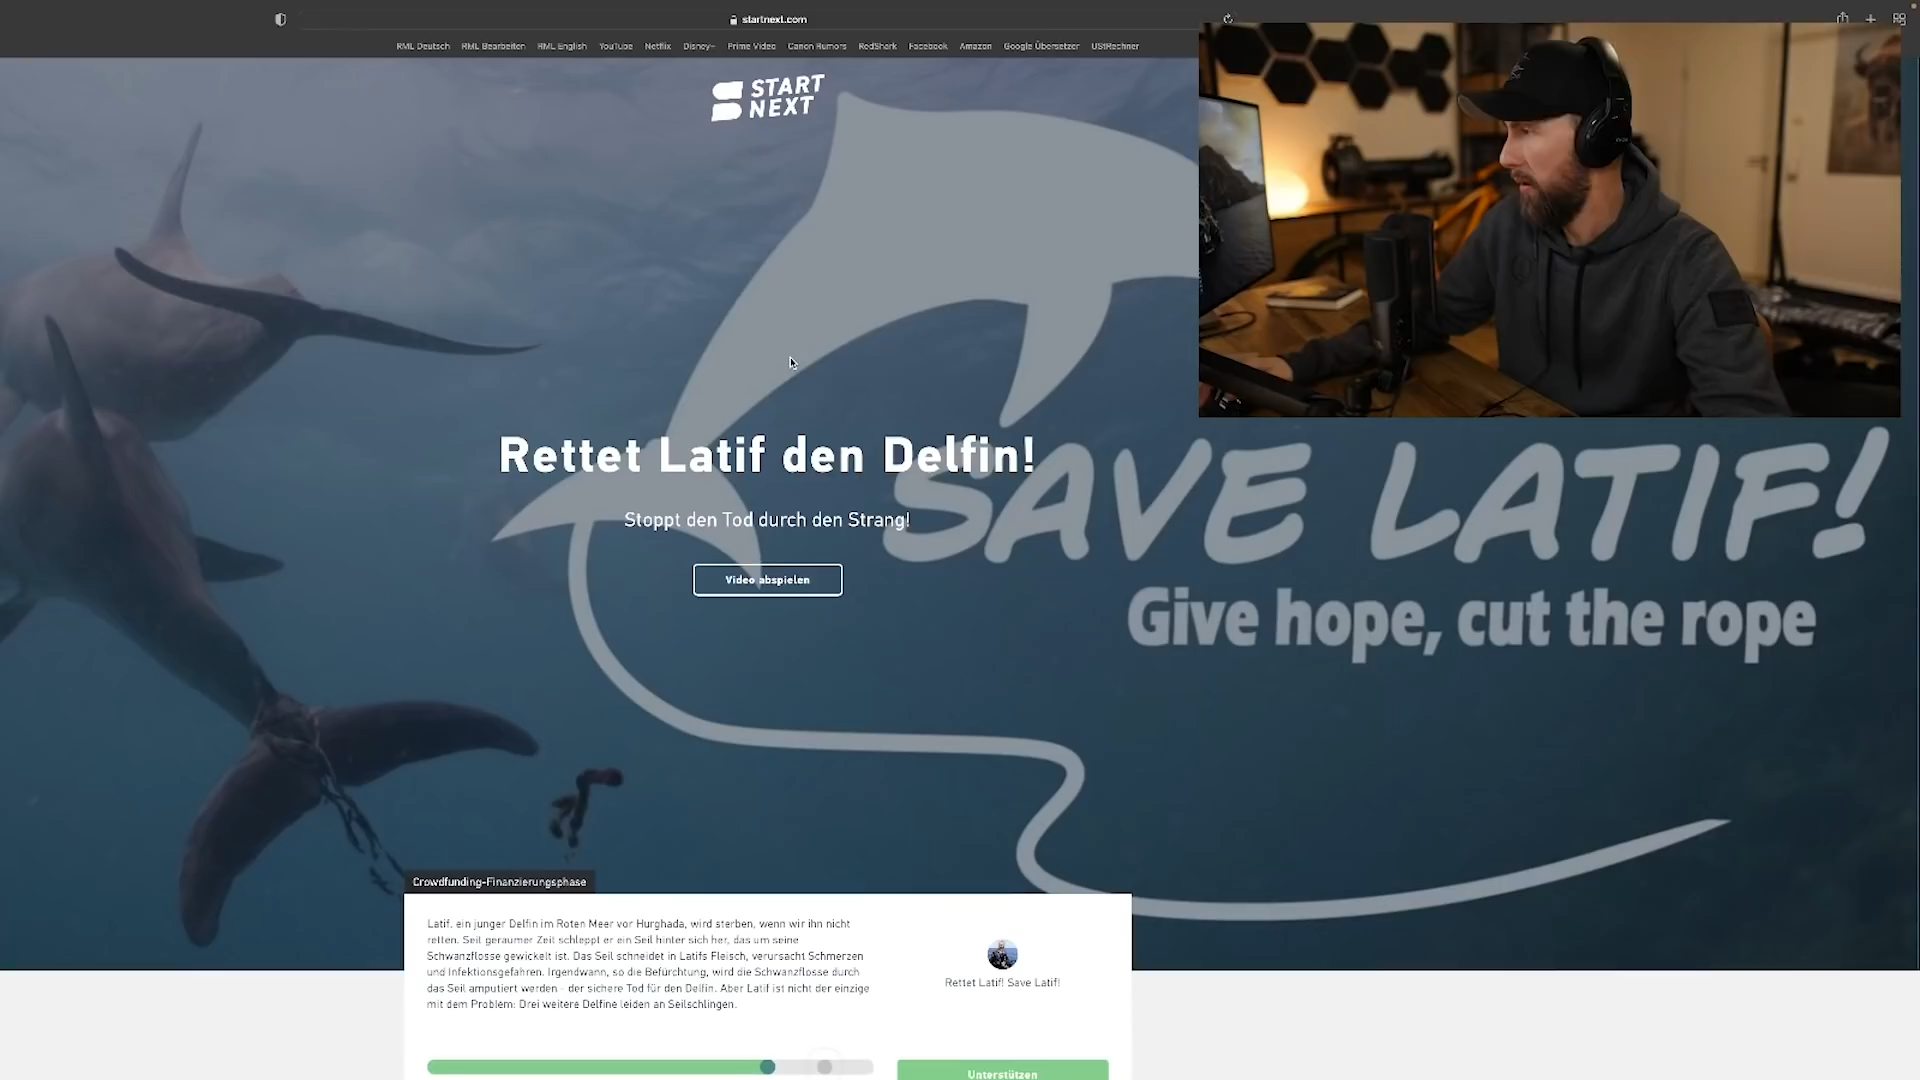 startnext.com
RML Deutsch RML Bearbeiten RML English YouTube Netflix Disney+ Prime Video Canon Rumors RedShark Facebook Amazon Google Übersetzer UStRechner
START
NEXT
Rettet Latif den Delfin!
Stoppt den Tod durch den Strang!
Video abspielen
SAVE LATIF!
Give hope, cut the rope
Crowdfunding-Finanzierungsphase
Latif, ein junger Delfin im Roten Meer vor Hurghada, wird sterben, wenn wir ihn nicht
retten. Seit geraumer Zeit schleppt er ein Seil hinter sich her, das um seine
Schwanzflosse gewickelt ist. Das Seil schneidet in Latifs Fleisch, verursacht Schmerzen
und Infektionsgefahren. Irgendwann, so die Befürchtung, wird die Schwanzflosse durch
das Seil amputiert werden - der sichere Tod für den Delfin. Aber Latif ist nicht der einzige
mit dem Problem: Drei weitere Delfine leiden an Seilschlingen.
Rettet Latif! Save Latif!
Unterstützen